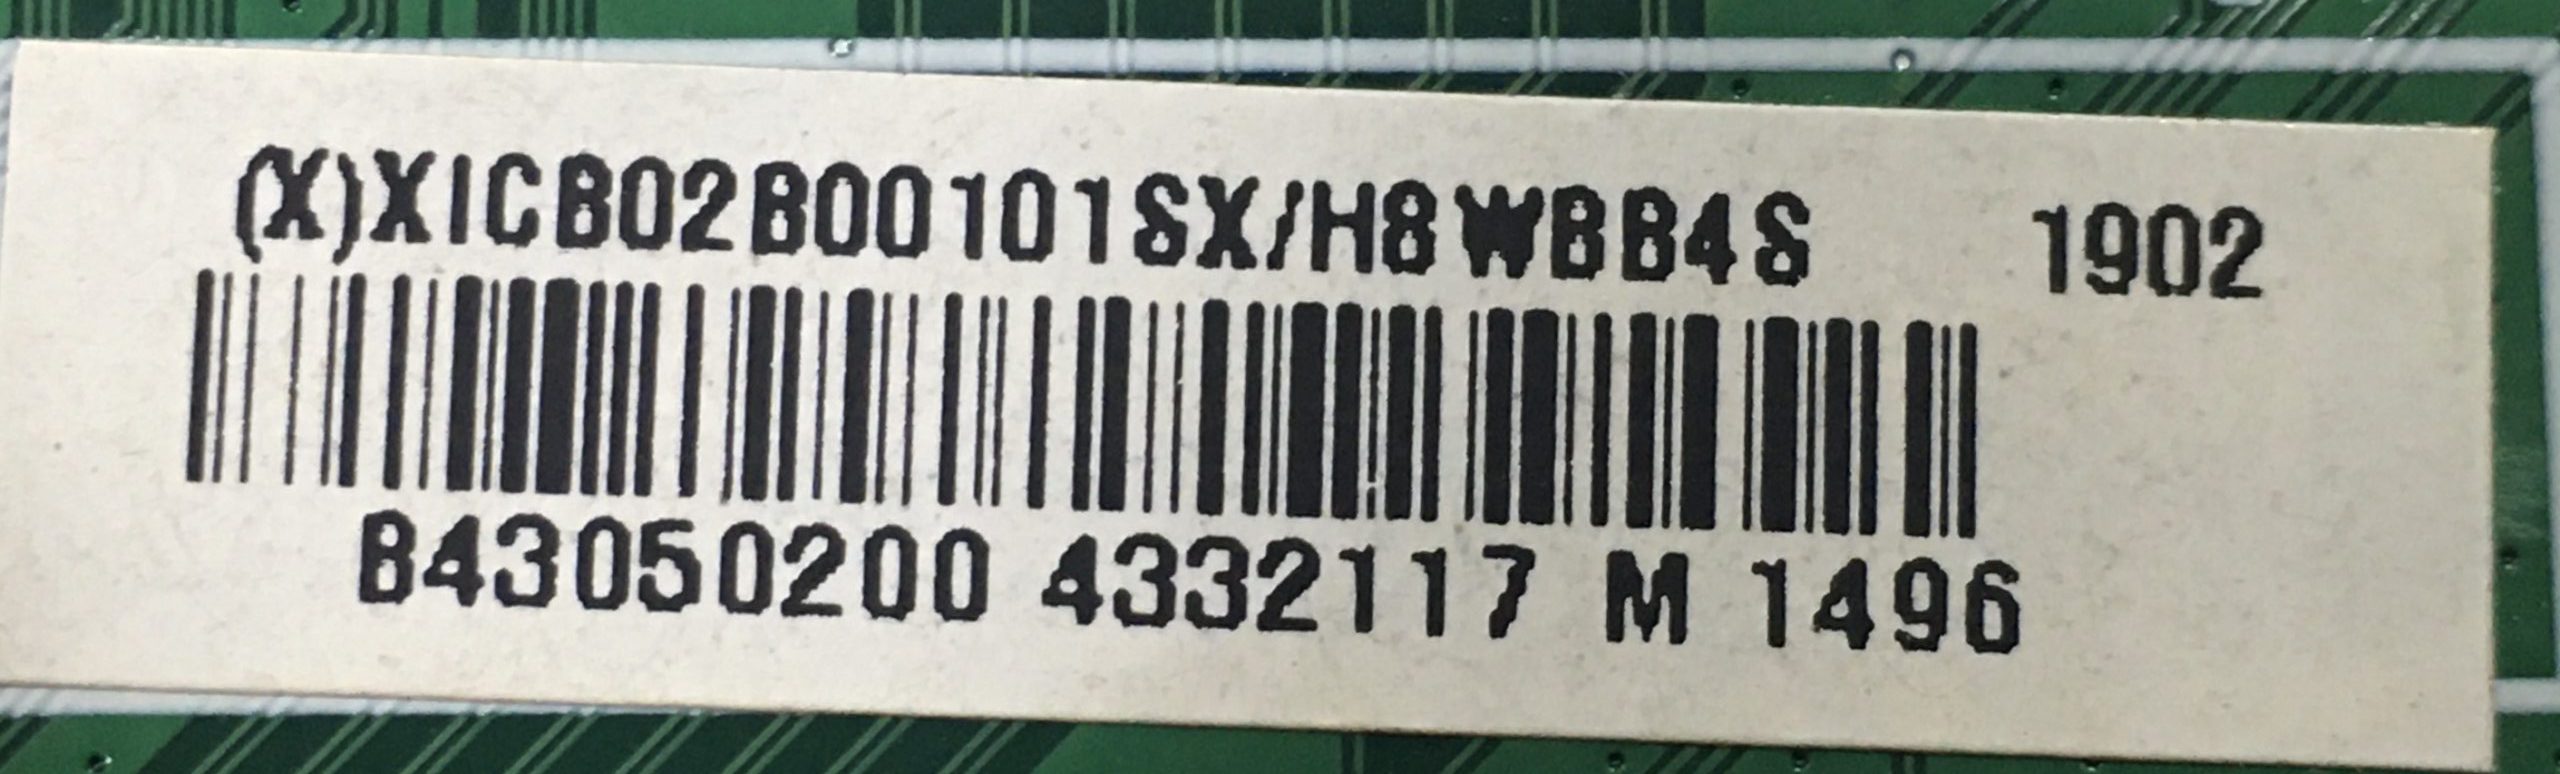 (X)XICB02B00101SX/H8WBB4S 1902
B43050200 4332117 M 1496